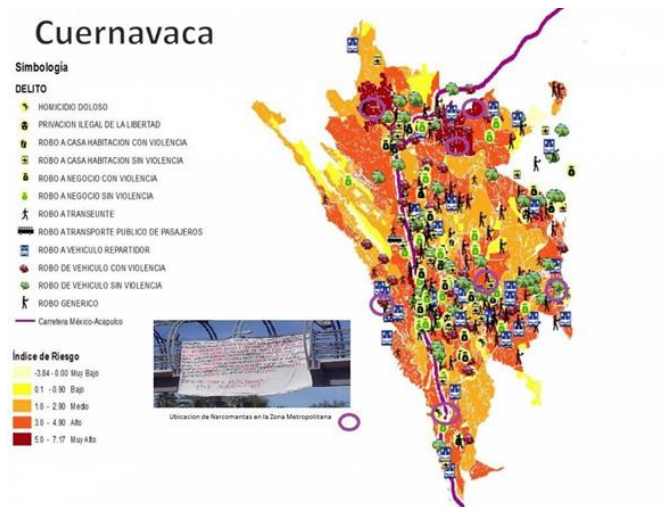 Cuernavaca
Simbología
DELITO
HOMICIDIO DOLOSO
PRIVACION ILEGAL DE LA LIBERTAD
ROBO A CASA HABITACION CON VIOLENCIA
ROBO A CASA HABITACION SIN VIOLENCIA
ROBO A NEGOCIO CON VIOLENCIA
ROBO A NEGOCIO SIN VIOLENCIA
ROBO A TRANSEUNTE
ROBO A TRANSPORTE PUBLICO DE PASAJEROS
ROBO A VEHICULO REPARTIDOR
ROBO DE VEHICULO CON VIOLENCIA
ROBO DE VEHICULO SIN VIOLENCIA
ROBO GENERICO
Carretera México-Acapulco
Índice de Riesgo
-3.84 - 0.00 Muy Bajo
0.1 - 0.90 Bajo
1.0 - 2.90 Medio
3.0 - 4.90 Alto
5.0 - 7.17 Muy Alto
Ubicación de Narcomantas en la Zona Metropolitana